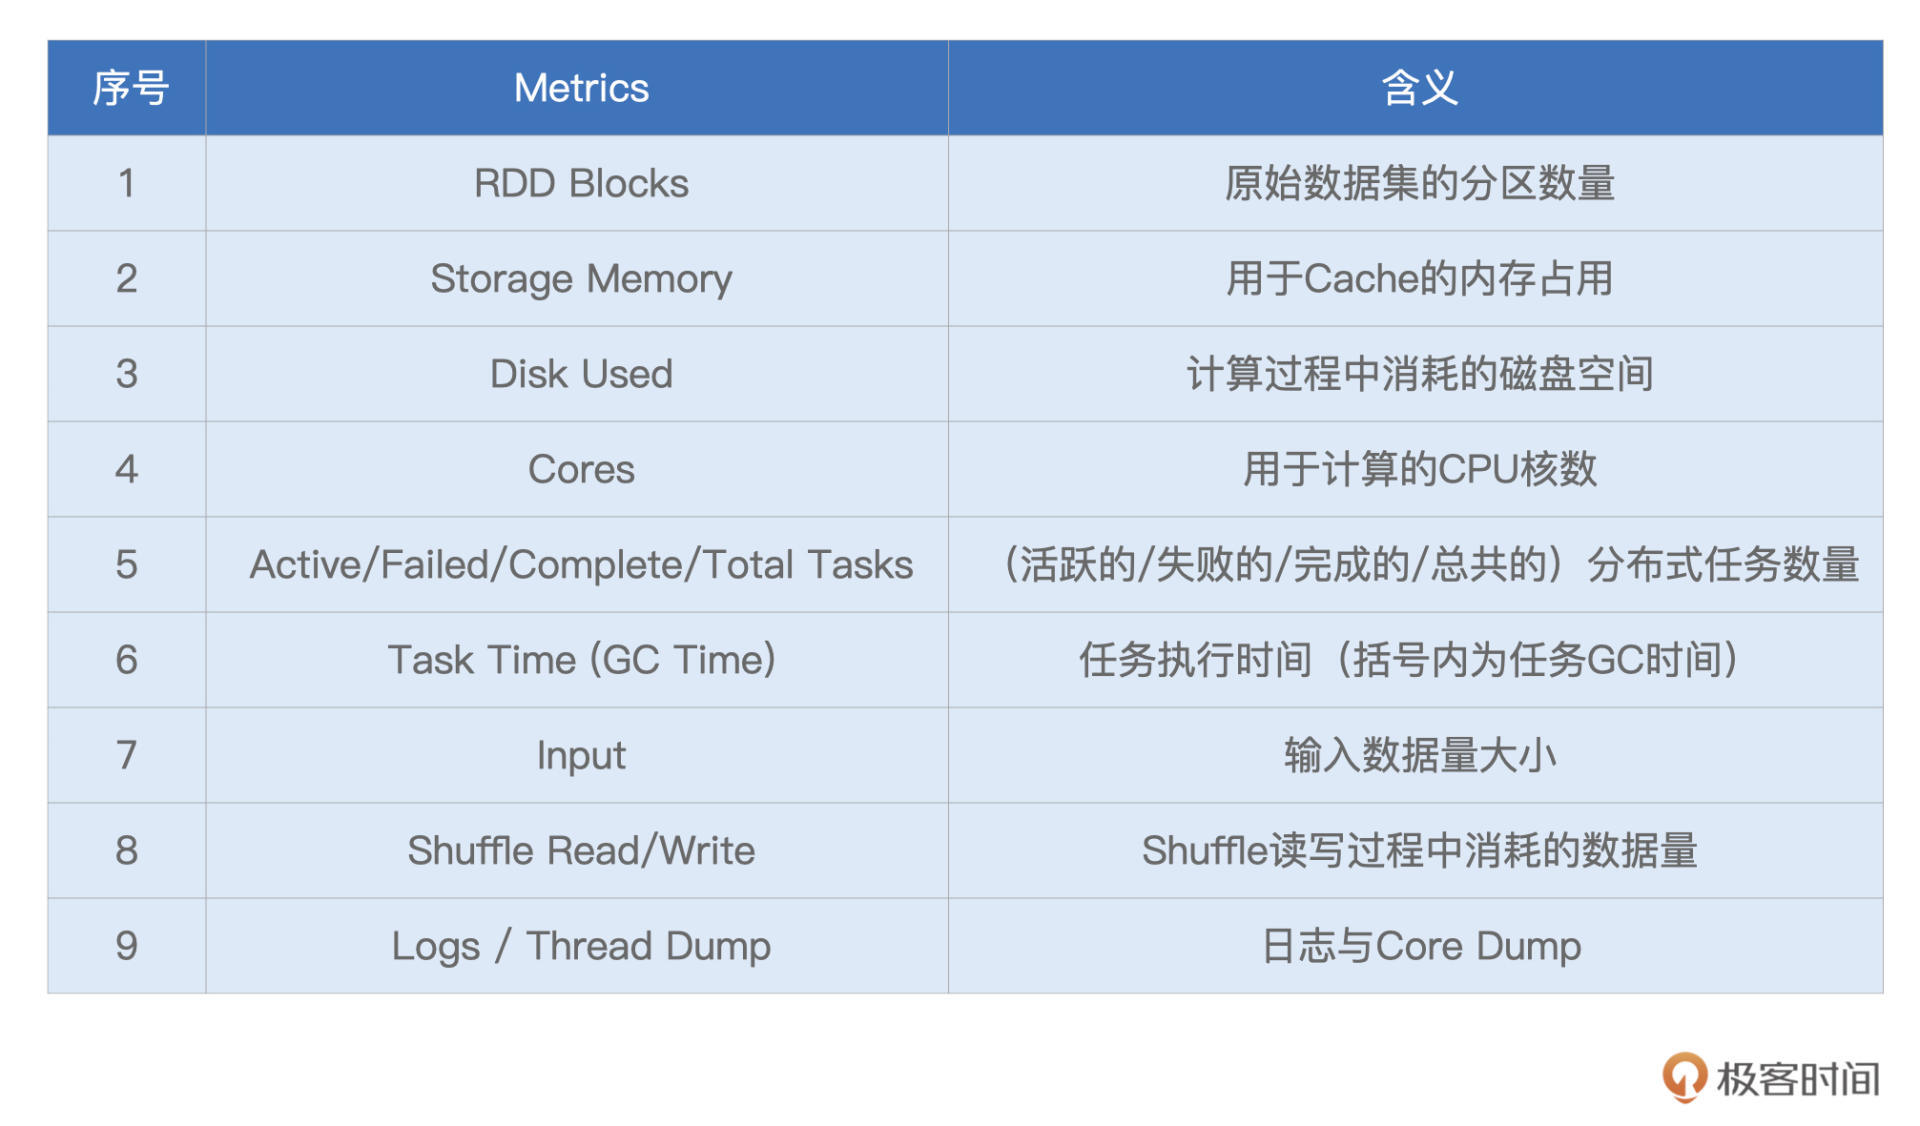 序号 Metrics 含义
1 RDD Blocks 原始数据集的分区数量
2 Storage Memory 用于Cache的内存占用
3 Disk Used 计算过程中消耗的磁盘空间
4 Cores 用于计算的CPU核数
5 Active/Failed/Complete/Total Tasks （活跃的/失败的/完成的/总共的）分布式任务数量
6 Task Time (GC Time) 任务执行时间（括号内为任务GC时间）
7 Input 输入数据量大小
8 Shuffle Read/Write Shuffle读写过程中消耗的数据量
9 Logs / Thread Dump 日志与Core Dump
极客时间